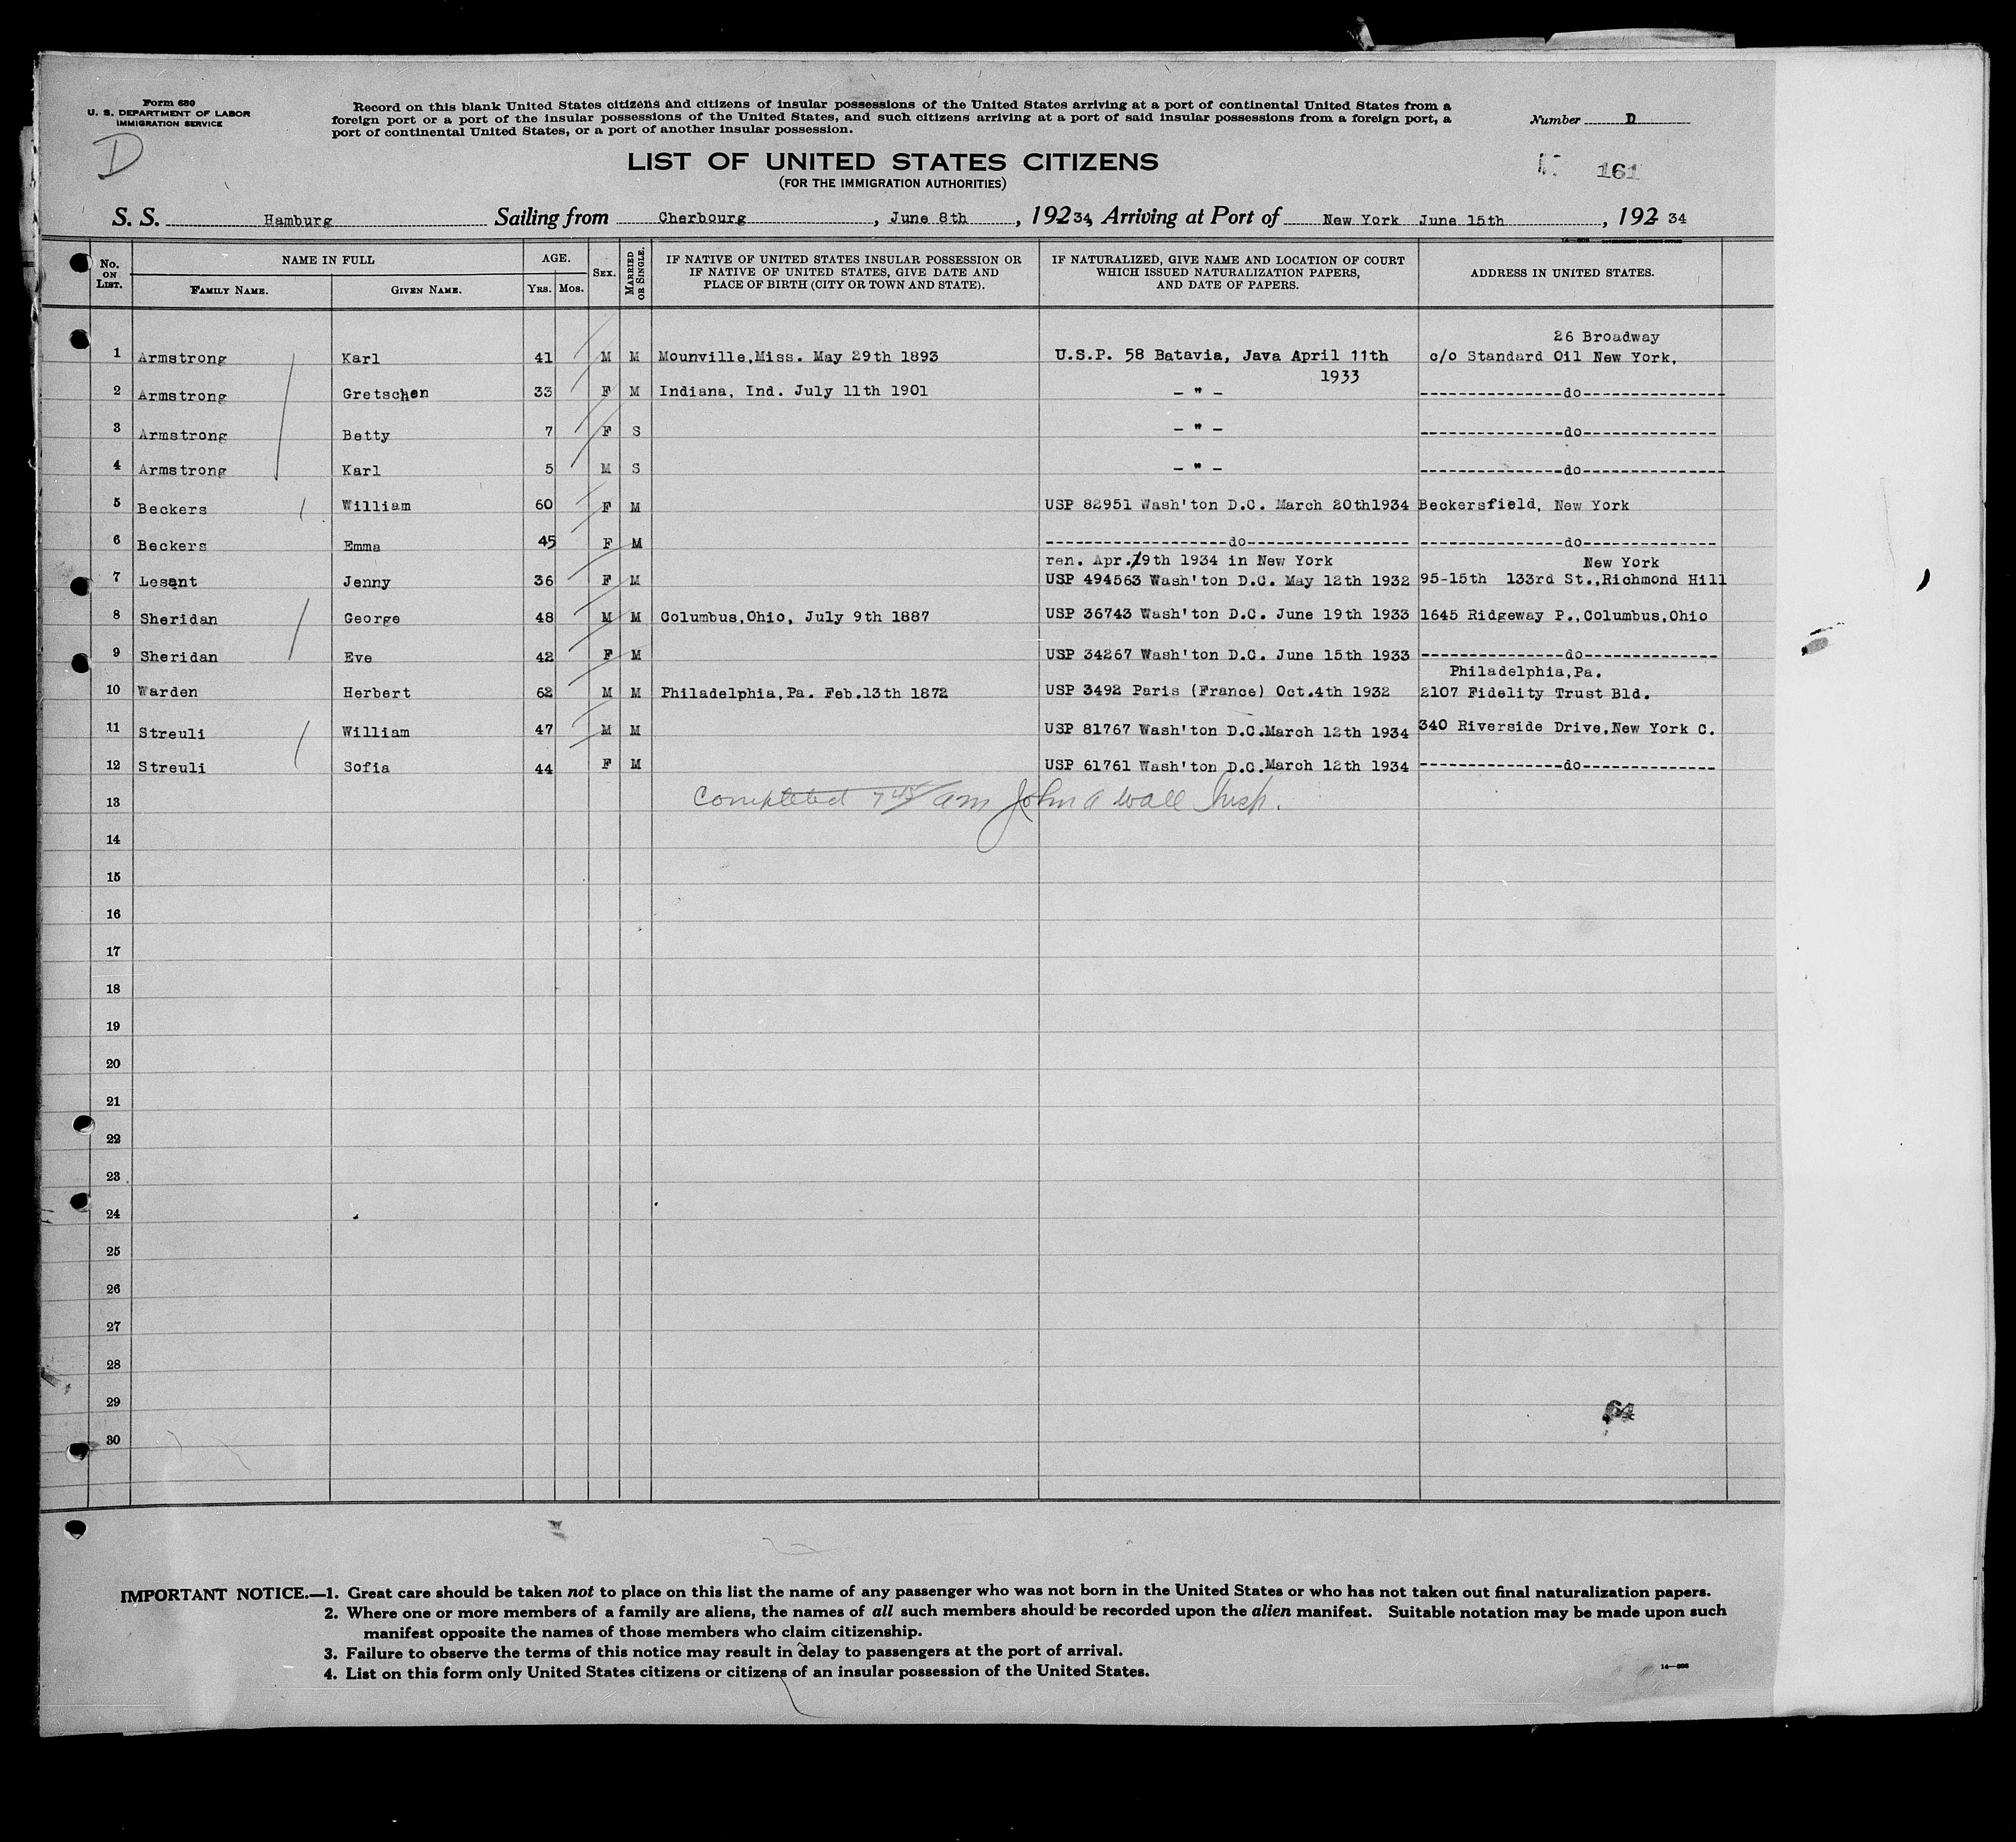 Form 630
U. S. DEPARTMENT OF LABOR
IMMIGRATION SERVICE
Record on this blank United States citizens and citizens of insular possessions of the United States arriving at a port of continental United States from a
foreign port or a port of the insular possessions of the United States, and such citizens arriving at a port of said insular possessions from a foreign port, a
port of continental United States, or a port of another insular possession.
Number D
D
LIST OF UNITED STATES CITIZENS
(FOR THE IMMIGRATION AUTHORITIES)
161
S. S. Hamburg Sailing from Cherbourg, June 8th, 192 34, Arriving at Port of New York June 15th, 192 34
No. ON LIST. NAME IN FULL AGE. SEX. MARRIED OR SINGLE. IF NATIVE OF UNITED STATES INSULAR POSSESSION OR IF NATIVE OF UNITED STATES, GIVE DATE AND PLACE OF BIRTH (CITY OR TOWN AND STATE). IF NATURALIZED, GIVE NAME AND LOCATION OF COURT WHICH ISSUED NATURALIZATION PAPERS, AND DATE OF PAPERS. ADDRESS IN UNITED STATES.
FAMILY NAME. GIVEN NAME. YRS. MOS.
26 Broadway
1 Armstrong Karl 41 M M Mounville,Miss. May 29th 1893 U.S.P. 58 Batavia, Java April 11th c/o Standard Oil New York,
1933
2 Armstrong Gretschen 33 F M Indiana, Ind. July 11th 1901 - " - ---------------do---------------
3 Armstrong Betty 7 F S - " - ---------------do--------------
4 Armstrong Karl 5 M S - " - ---------------do---------------
5 Beckers William 60 F M USP 82951 Wash'ton D.C. March 20th1934 Beckersfield, New York
6 Beckers Emma 45 F M -------------------do----------------- ---------------do--------------
ren. Apr.19th 1934 in New York New York
7 Lesant Jenny 36 F M USP 494563 Wash'ton D.C. May 12th 1932 95-15th 133rd St.,Richmond Hill
8 Sheridan George 48 M M Columbus,Ohio, July 9th 1887 USP 36743 Wash'ton D.C. June 19th 1933 1645 Ridgeway P.,Columbus,Ohio
9 Sheridan Eve 42 F M USP 34267 Wash'ton D.C. June 15th 1933 ---------------do--------------
Philadelphia,Pa.
10 Warden Herbert 62 M M Philadelphia,Pa. Feb.13th 1872 USP 3492 Paris (France) Oct.4th 1932 2107 Fidelity Trust Bld.
11 Streuli William 47 M M USP 81767 Wash'ton D.C.March 12th 1934 340 Riverside Drive,New York C.
12 Streuli Sofia 44 F M USP 61761 Wash'ton D.C.March 12th 1934 ---------------do--------------
13 Completed 7 45 am John A Wall Insp.
14
15
16
17
18
19
20
21
22
23
24
25
26
27
28
29
30
IMPORTANT NOTICE.—1. Great care should be taken not to place on this list the name of any passenger who was not born in the United States or who has not taken out final naturalization papers.
2. Where one or more members of a family are aliens, the names of all such members should be recorded upon the alien manifest. Suitable notation may be made upon such
manifest opposite the names of those members who claim citizenship.
3. Failure to observe the terms of this notice may result in delay to passengers at the port of arrival.
4. List on this form only United States citizens or citizens of an insular possession of the United States.